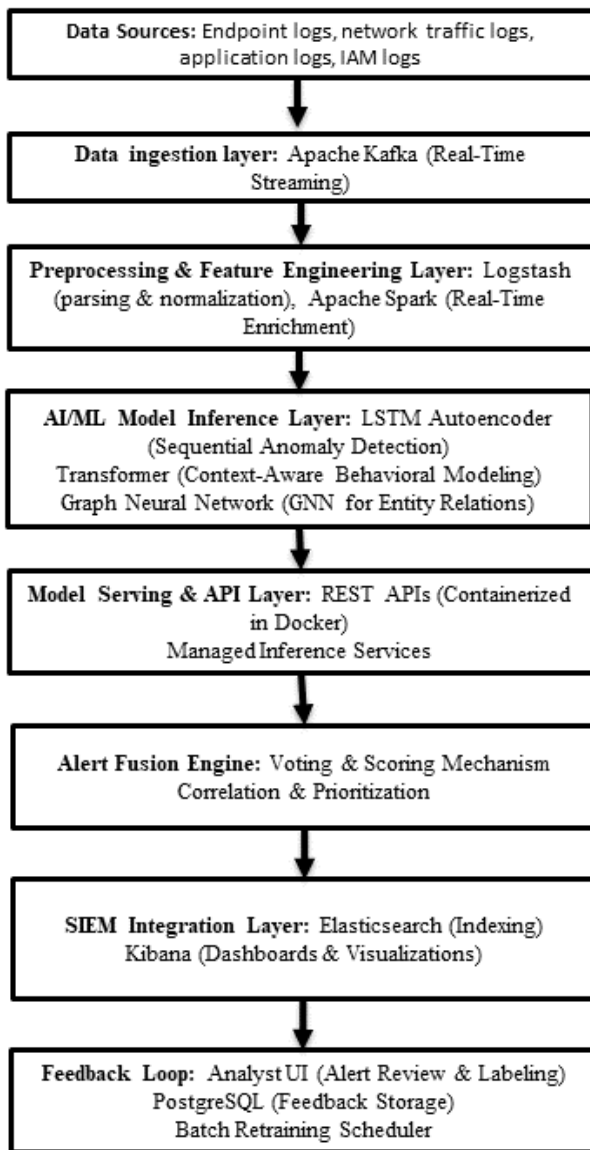 Data Sources: Endpoint logs, network traffic logs,
application logs, IAM logs
Data ingestion layer: Apache Kafka (Real-Time
Streaming)
Preprocessing & Feature Engineering Layer: Logstash
(parsing & normalization), Apache Spark (Real-Time
Enrichment)
AI/ML Model Inference Layer: LSTM Autoencoder
(Sequential Anomaly Detection)
Transformer (Context-Aware Behavioral Modeling)
Graph Neural Network (GNN for Entity Relations)
Model Serving & API Layer: REST APIs (Containerized
in Docker)
Managed Inference Services
Alert Fusion Engine: Voting & Scoring Mechanism
Correlation & Prioritization
SIEM Integration Layer: Elasticsearch (Indexing)
Kibana (Dashboards & Visualizations)
Feedback Loop: Analyst UI (Alert Review & Labeling)
PostgreSQL (Feedback Storage)
Batch Retraining Scheduler